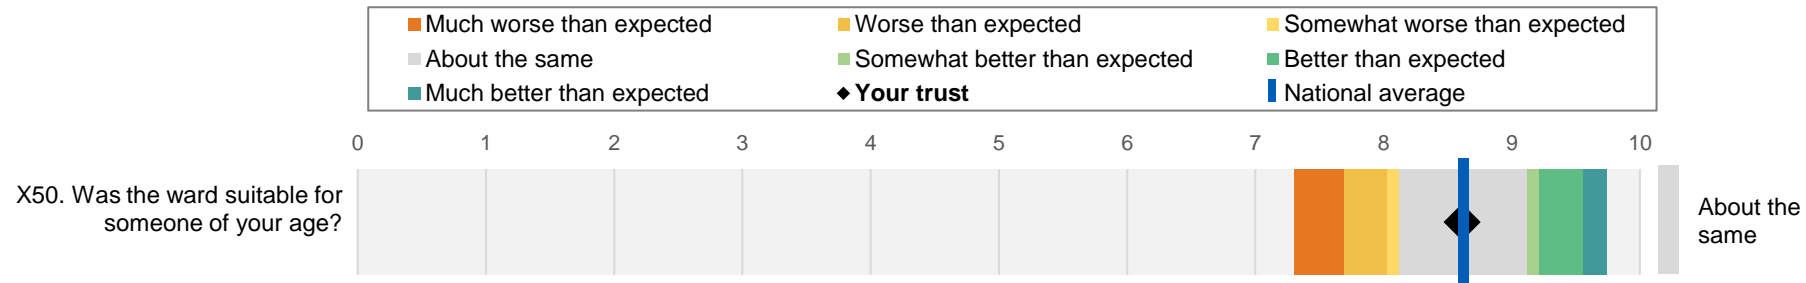 Much worse than expected
Worse than expected
Somewhat worse than expected
About the same
Somewhat better than expected
Better than expected
Much better than expected
Your trust
National average
0 1 2 3 4 5 6 7 8 9 10
X50. Was the ward suitable for
someone of your age?
About the
same